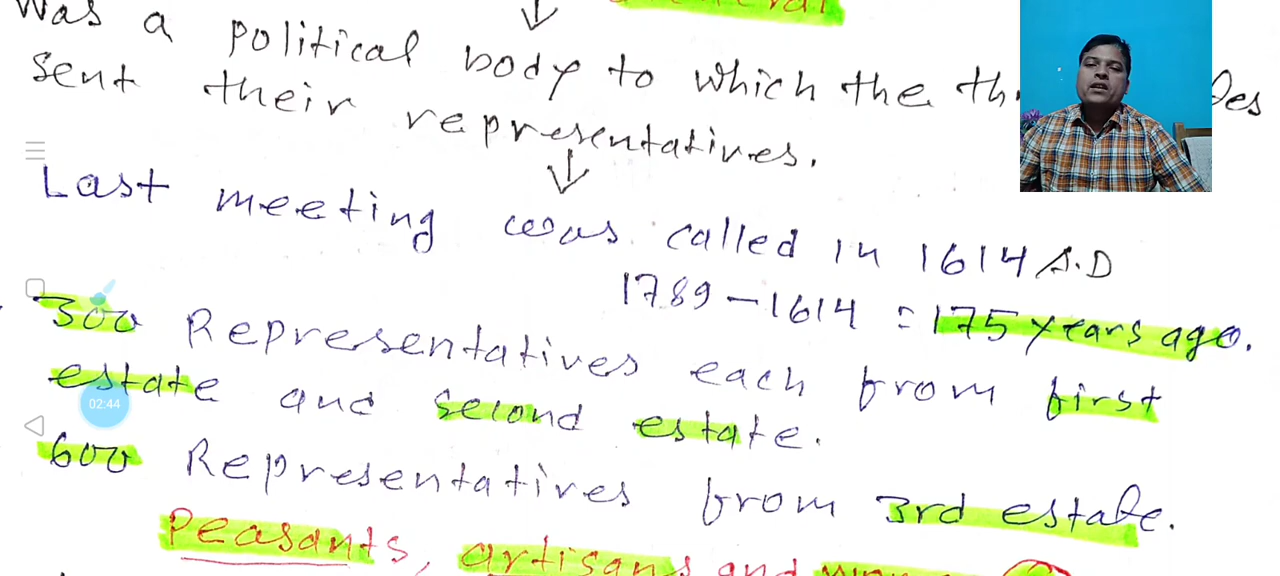 was a political body to which the
sent their representatives.
Last meeting was called in 1614 A.D
1789 - 1614 = 175 years ago.
300 Representatives each from first
estate and second estate.
02:44
600 Representatives from 3rd estate.
Peasants, artisans and